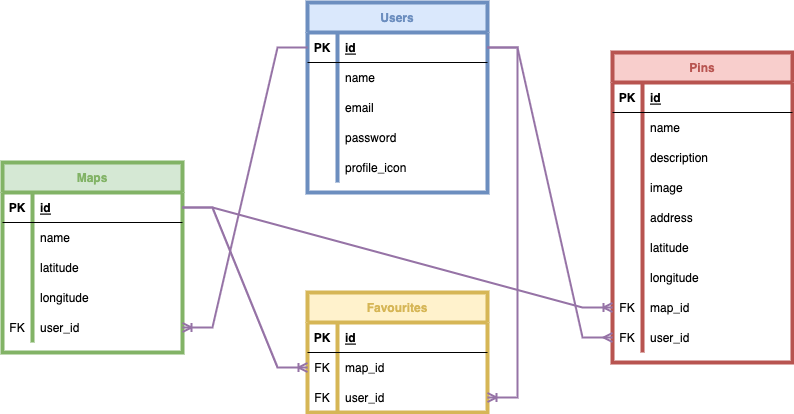 Users
PK id
name
email
password
profile_icon
Pins
PK id
name
description
image
address
latitude
longitude
FK map_id
FK user_id
Maps
PK id
name
latitude
longitude
FK user_id
Favourites
PK id
FK map_id
FK user_id